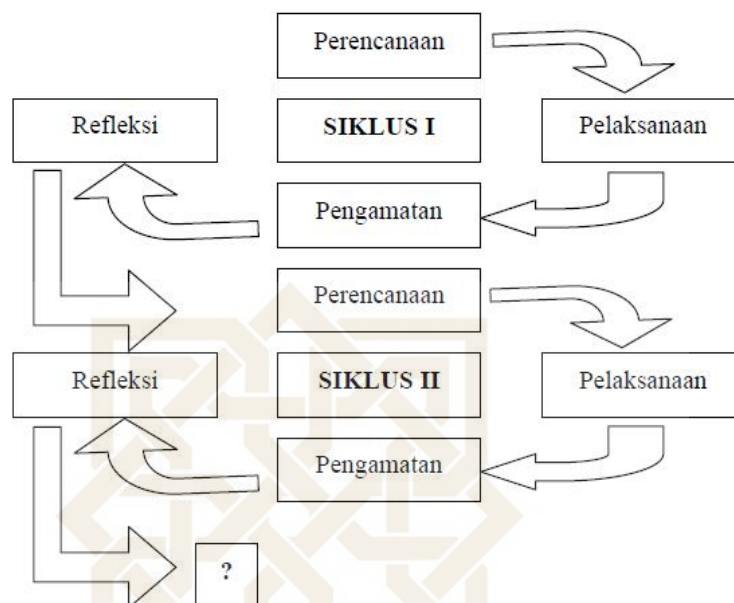 Perencanaan
Refleksi
SIKLUS I
Pelaksanaan
Pengamatan
Perencanaan
Refleksi
SIKLUS II
Pelaksanaan
Pengamatan
?